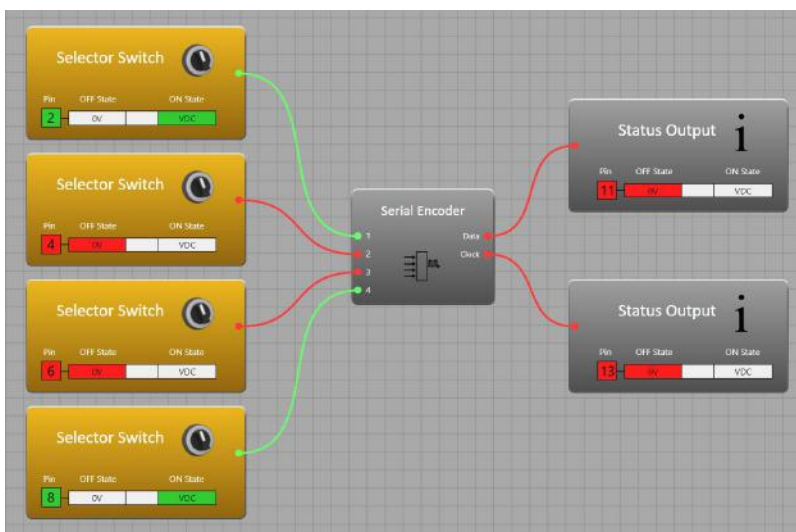 Selector Switch
Pin OFF State ON State
2 0V VDC
Selector Switch
Pin OFF State ON State
4 0V VDC
Selector Switch
Pin OFF State ON State
6 0V VDC
Selector Switch
Pin OFF State ON State
8 0V VDC
Serial Encoder
1 Data
2 Clock
3
4
Status Output i
Pin OFF State ON State
11 0V VDC
Status Output i
Pin OFF State ON State
13 0V VDC